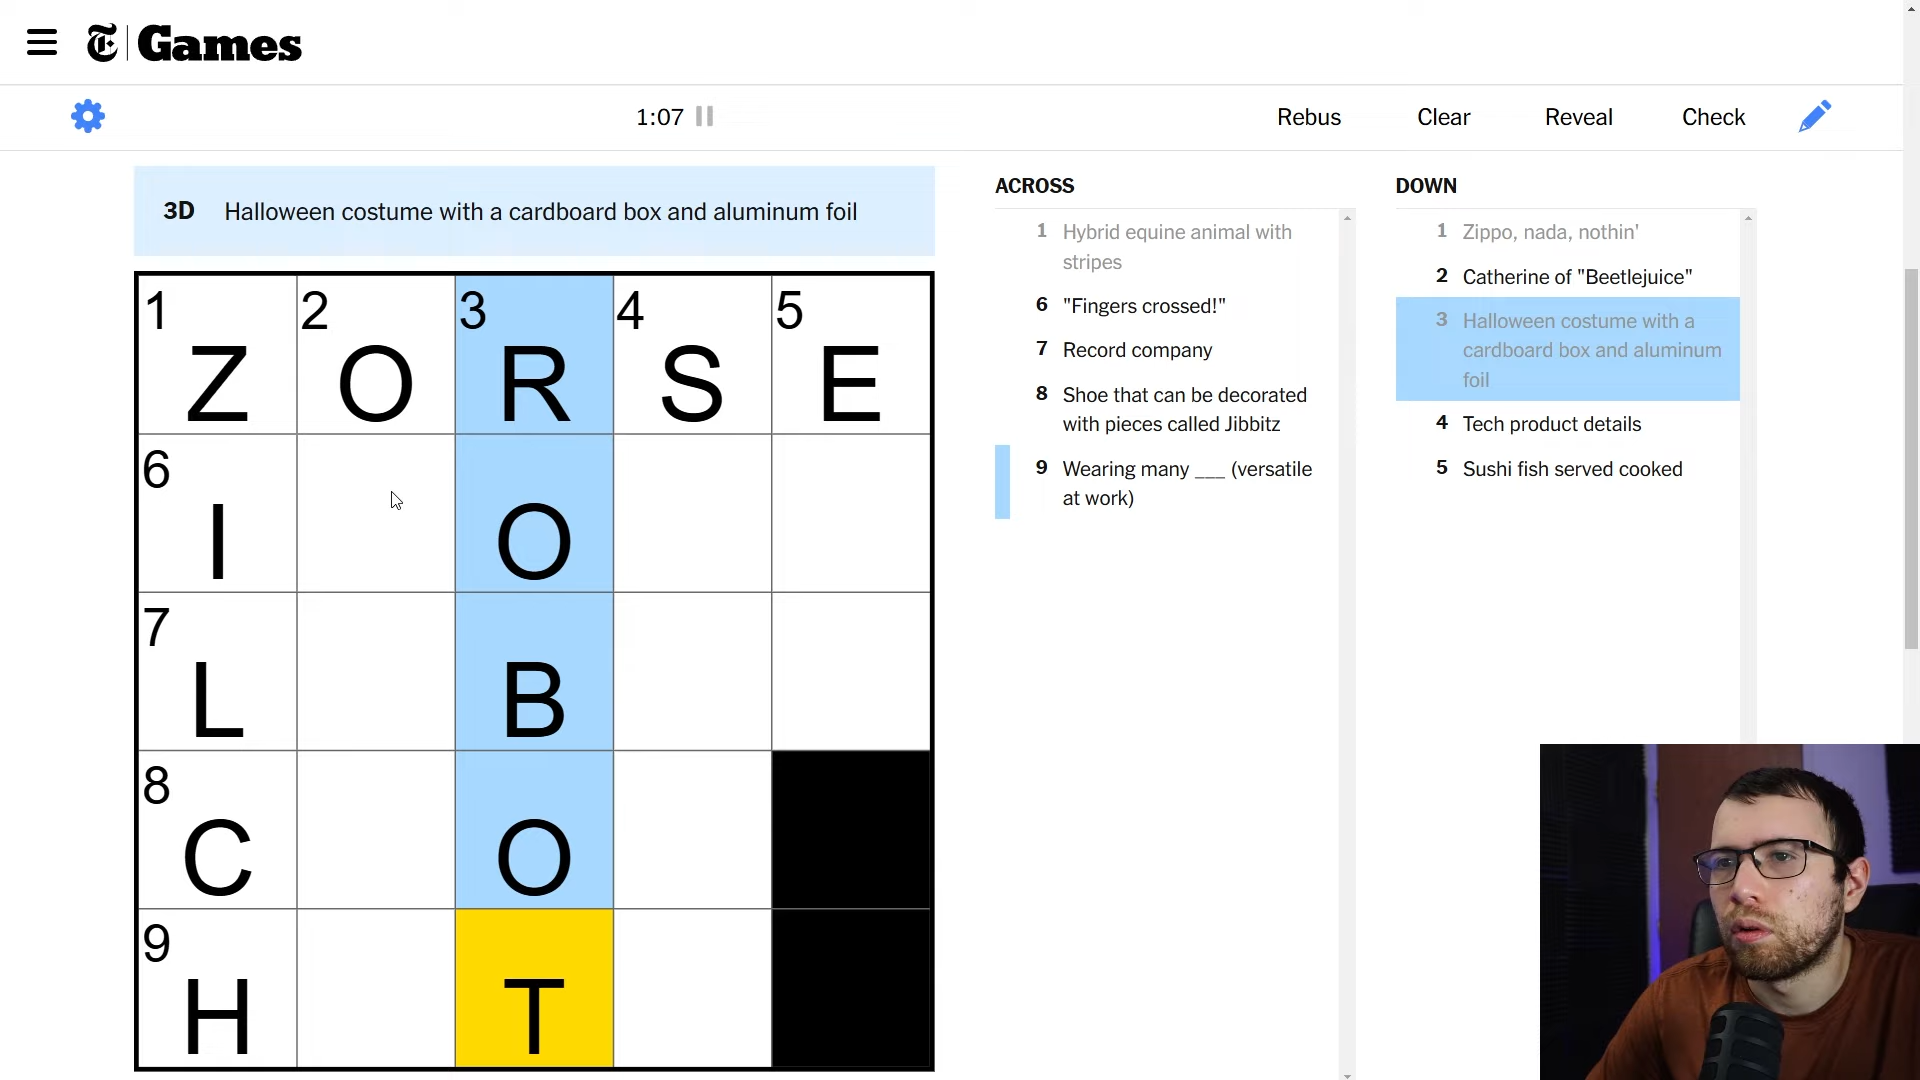 T Games
1:07
Rebus
Clear
Reveal
Check
3D Halloween costume with a cardboard box and aluminum foil
1 Z 2 O 3 R 4 S 5 E
6 I O
7 L B
8 C O
9 H T
ACROSS
1 Hybrid equine animal with
stripes
6 "Fingers crossed!"
7 Record company
8 Shoe that can be decorated
with pieces called Jibbitz
9 Wearing many ___ (versatile
at work)
DOWN
1 Zippo, nada, nothin'
2 Catherine of "Beetlejuice"
3 Halloween costume with a
cardboard box and aluminum
foil
4 Tech product details
5 Sushi fish served cooked